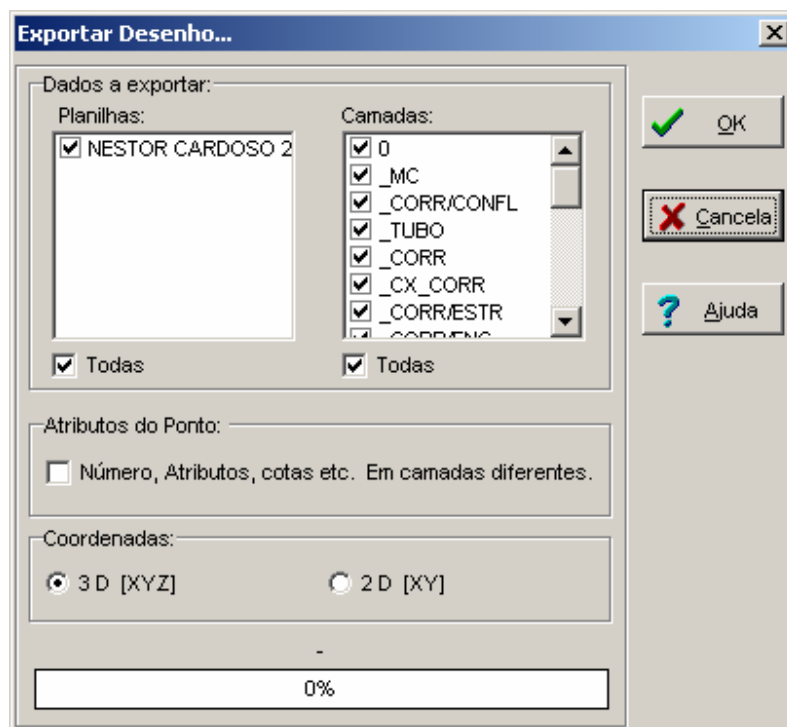 Exportar Desenho...
Dados a exportar:
Planilhas:
NESTOR CARDOSO 2
Todas
Camadas:
0
_MC
_CORR/CONFL
_TUBO
_CORR
_CX_CORR
_CORR/ESTR
Todas
Atributos do Ponto:
Número, Atributos, cotas etc. Em camadas diferentes.
Coordenadas:
3 D [XYZ]
2 D [XY]
-
0%
OK
Cancela
Ajuda